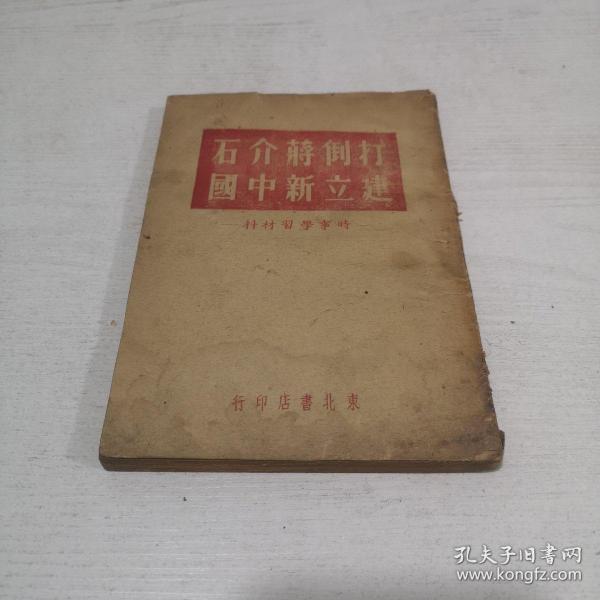 打倒蔣介石
建立新中國
時事學習材料
東北書店印行
孔夫子旧書网
www.kongfz.com